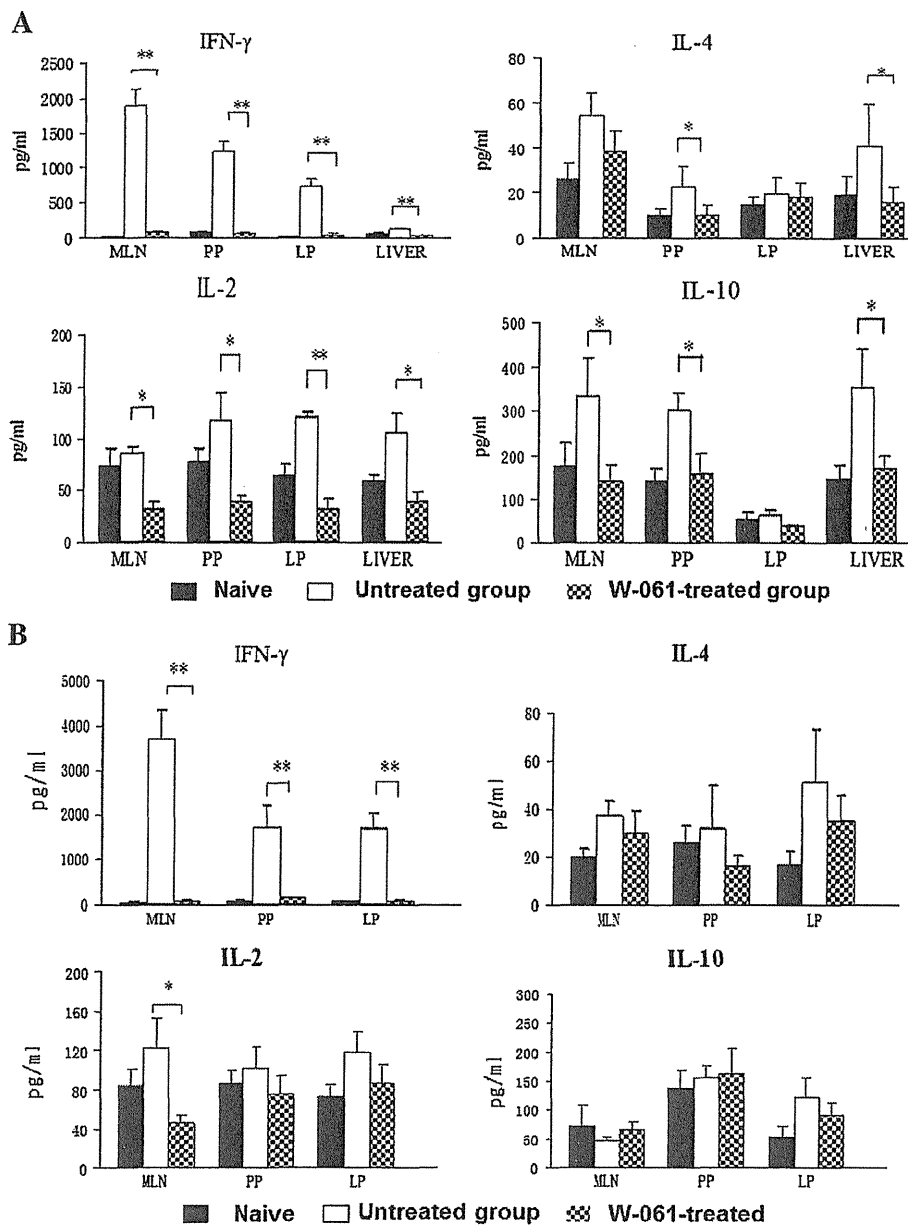 A
IFN-γ
pg/ml
2500
2000
1500
1000
500
0
**
**
**
**
MLN PP LP LIVER
IL-4
pg/ml
80
60
40
20
0
*
*
MLN PP LP LIVER
IL-2
pg/ml
200
150
100
50
0
*
*
**
*
MLN PP LP LIVER
IL-10
pg/ml
500
400
300
200
100
0
*
*
*
MLN PP LP LIVER
Naive Untreated group W-061-treated group
B
IFN-γ
pg/ml
5000
4000
3000
2000
1000
0
**
**
**
MLN PP LP
IL-4
pg/ml
80
60
40
20
0
MLN PP LP
IL-2
pg/ml
200
160
120
80
40
0
*
MLN PP LP
IL-10
pg/ml
300
250
200
150
100
50
0
MLN PP LP
Naive Untreated group W-061-treated